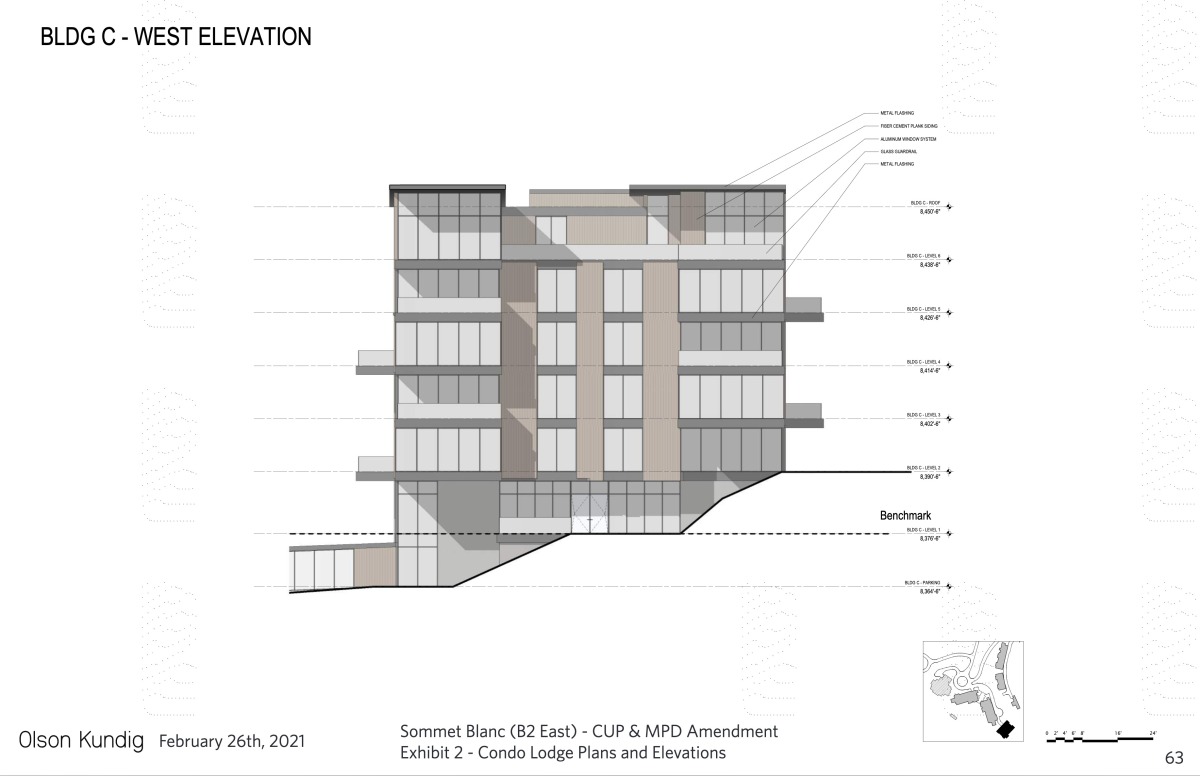 BLDG C - WEST ELEVATION
METAL FLASHING
FIBER CEMENT PLANK SIDING
ALUMINUM WINDOW SYSTEM
GLASS GUARDRAIL
METAL FLASHING
BLDG C - ROOF
8,450'-6"
BLDG C - LEVEL 6
8,438'-6"
BLDG C - LEVEL 5
8,426'-6"
BLDG C - LEVEL 4
8,414'-6"
BLDG C - LEVEL 3
8,402'-6"
BLDG C - LEVEL 2
8,390'-6"
Benchmark
BLDG C - LEVEL 1
8,376'-6"
BLDG C - PARKING
8,364'-6"
0 2' 4' 6' 8' 16' 24'
Olson Kundig February 26th, 2021
Sommet Blanc (B2 East) - CUP & MPD Amendment
Exhibit 2 - Condo Lodge Plans and Elevations
63